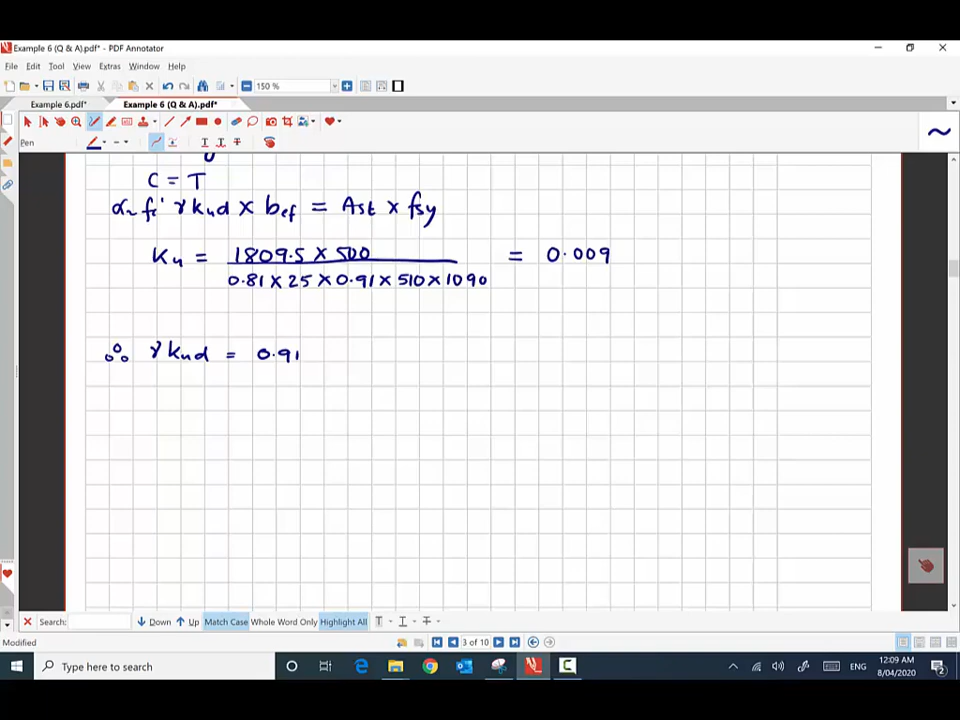 Example 6 (Q & A).pdf* - PDF Annotator
File Edit Tool View Extras Window Help
150 %
Example 6.pdf* Example 6 (Q & A).pdf*
Pen
C = T
α₂ fc' γ kud × bef = Ast × fsy
Ku = 1809.5 × 500 / 0.81 × 25 × 0.91 × 510 × 1090 = 0.009
∴ γ kud = 0.91
Search: Down Up Match Case Whole Word Only Highlight All
Modified 3 of 10
Type here to search ENG 12:09 AM
8/04/2020
2